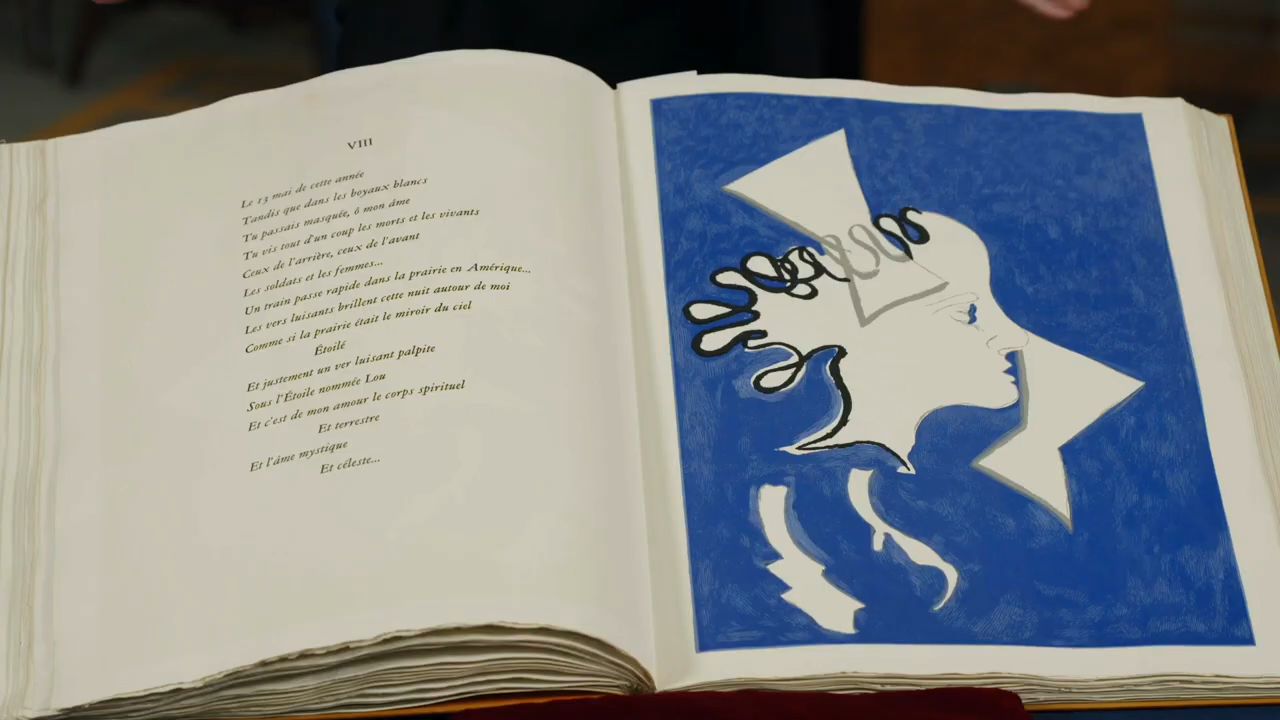 VIII
Le 13 mai de cette année
Tandis que dans les boyaux blancs
Tu passais masquée, ô mon âme
Tu vis tout d'un coup les morts et les vivants
Ceux de l'arrière, ceux de l'avant
Les soldats et les femmes...
Un train passe rapide dans la prairie en Amérique...
Les vers luisants brillent cette nuit autour de moi
Comme si la prairie était le miroir du ciel
Étoilé
Et justement un ver luisant palpite
Sous l'Étoile nommée Lou
Et c'est de mon amour le corps spirituel
Et terrestre
Et l'âme mystique
Et céleste...